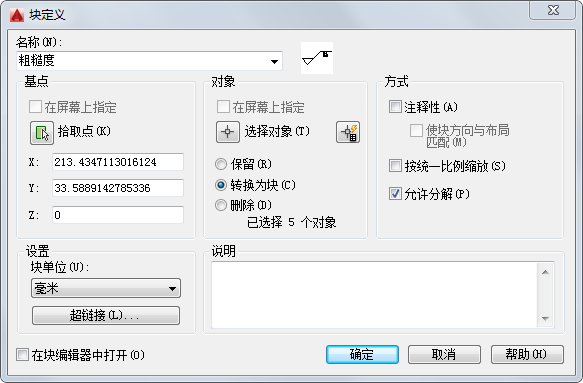 块定义
名称(N):
粗糙度
基点
在屏幕上指定
拾取点(K)
X: 213.4347113016124
Y: 33.5889142785336
Z: 0
对象
在屏幕上指定
选择对象(T)
保留(R)
转换为块(C)
删除(D)
已选择 5 个对象
方式
注释性(A)
使块方向与布局
匹配(M)
按统一比例缩放(S)
允许分解(P)
设置
块单位(U):
毫米
超链接(L)...
说明
在块编辑器中打开(O)
确定 取消 帮助(H)